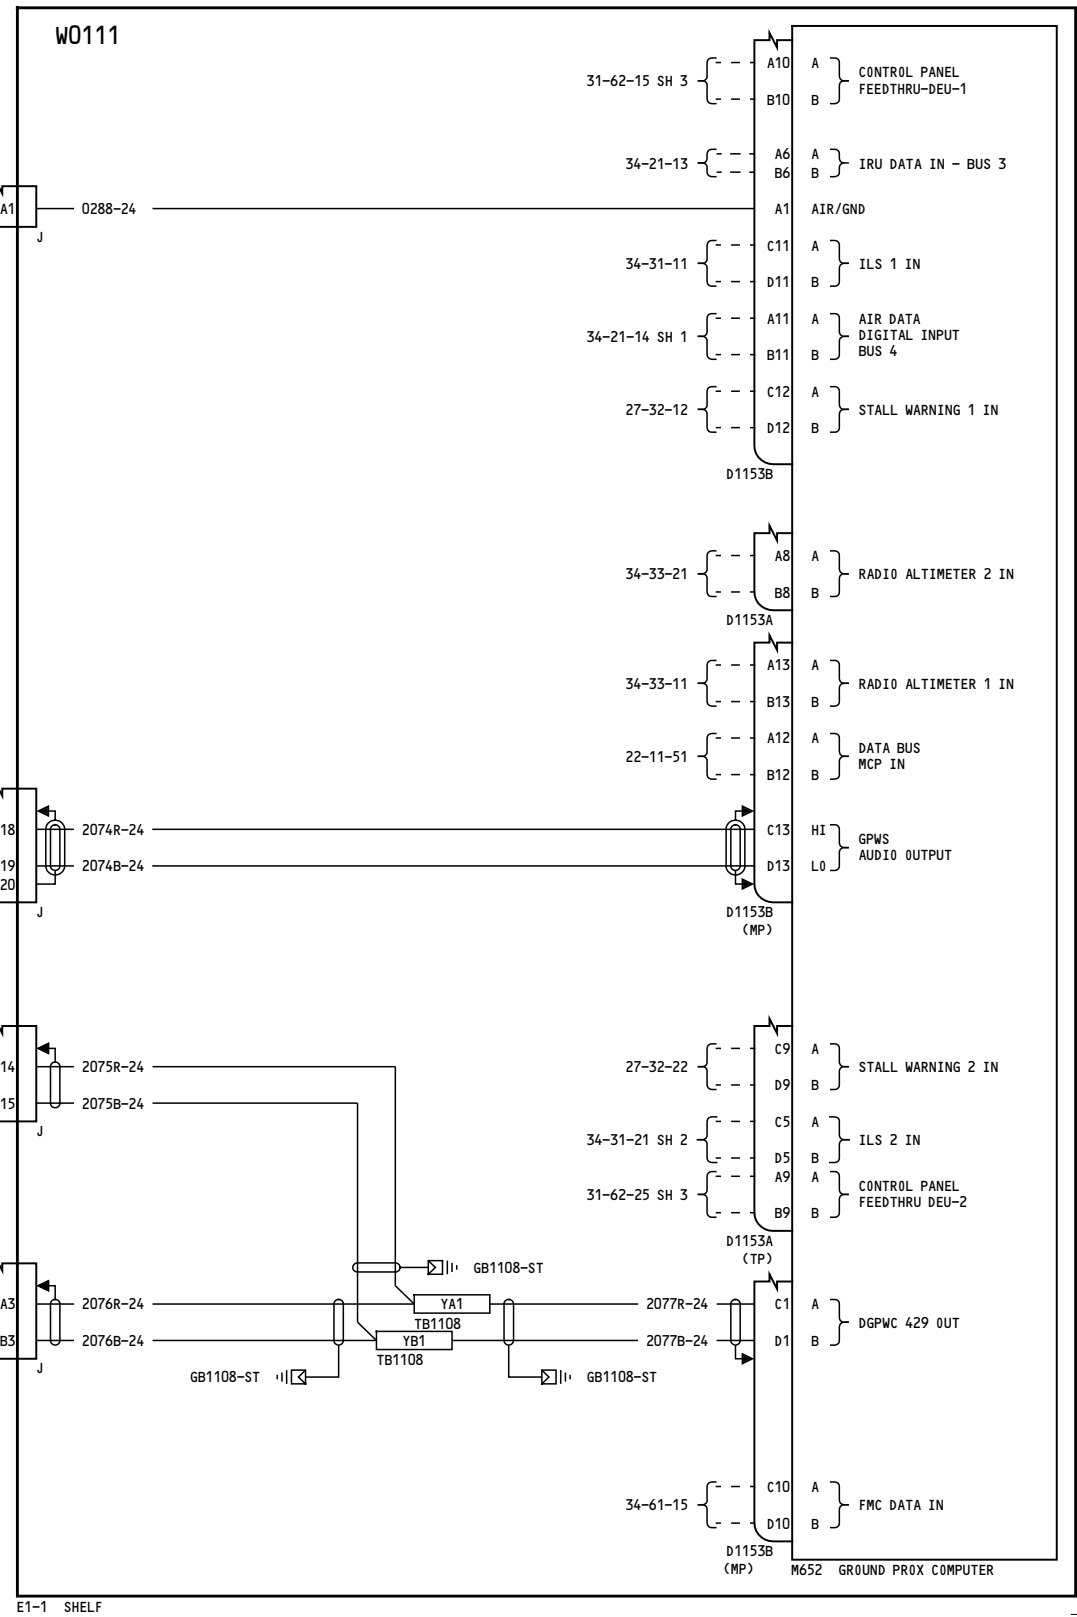 W0111
31-62-15 SH 3
A10 A
B10 B
CONTROL PANEL
FEEDTHRU-DEU-1
34-21-13
A6 A
B6 B
IRU DATA IN - BUS 3
A1
J
0288-24
A1 AIR/GND
34-31-11
C11 A
D11 B
ILS 1 IN
34-21-14 SH 1
A11 A
B11 B
AIR DATA
DIGITAL INPUT
BUS 4
27-32-12
C12 A
D12 B
STALL WARNING 1 IN
D1153B
34-33-21
A8 A
B8 B
RADIO ALTIMETER 2 IN
D1153A
34-33-11
A13 A
B13 B
RADIO ALTIMETER 1 IN
22-11-51
A12 A
B12 B
DATA BUS
MCP IN
18
2074R-24
C13 HI
19
2074B-24
D13 LO
20
GPWS
AUDIO OUTPUT
J
D1153B
(MP)
14
2075R-24
15
2075B-24
J
27-32-22
C9 A
D9 B
STALL WARNING 2 IN
34-31-21 SH 2
C5 A
D5 B
ILS 2 IN
31-62-25 SH 3
A9 A
B9 B
CONTROL PANEL
FEEDTHRU DEU-2
D1153A
(TP)
GB1108-ST
A3
2076R-24
YA1
TB1108
2077R-24
C1 A
B3
2076B-24
YB1
TB1108
2077B-24
D1 B
DGPWC 429 OUT
J
GB1108-ST
GB1108-ST
34-61-15
C10 A
D10 B
FMC DATA IN
D1153B
(MP)
M652 GROUND PROX COMPUTER
E1-1 SHELF